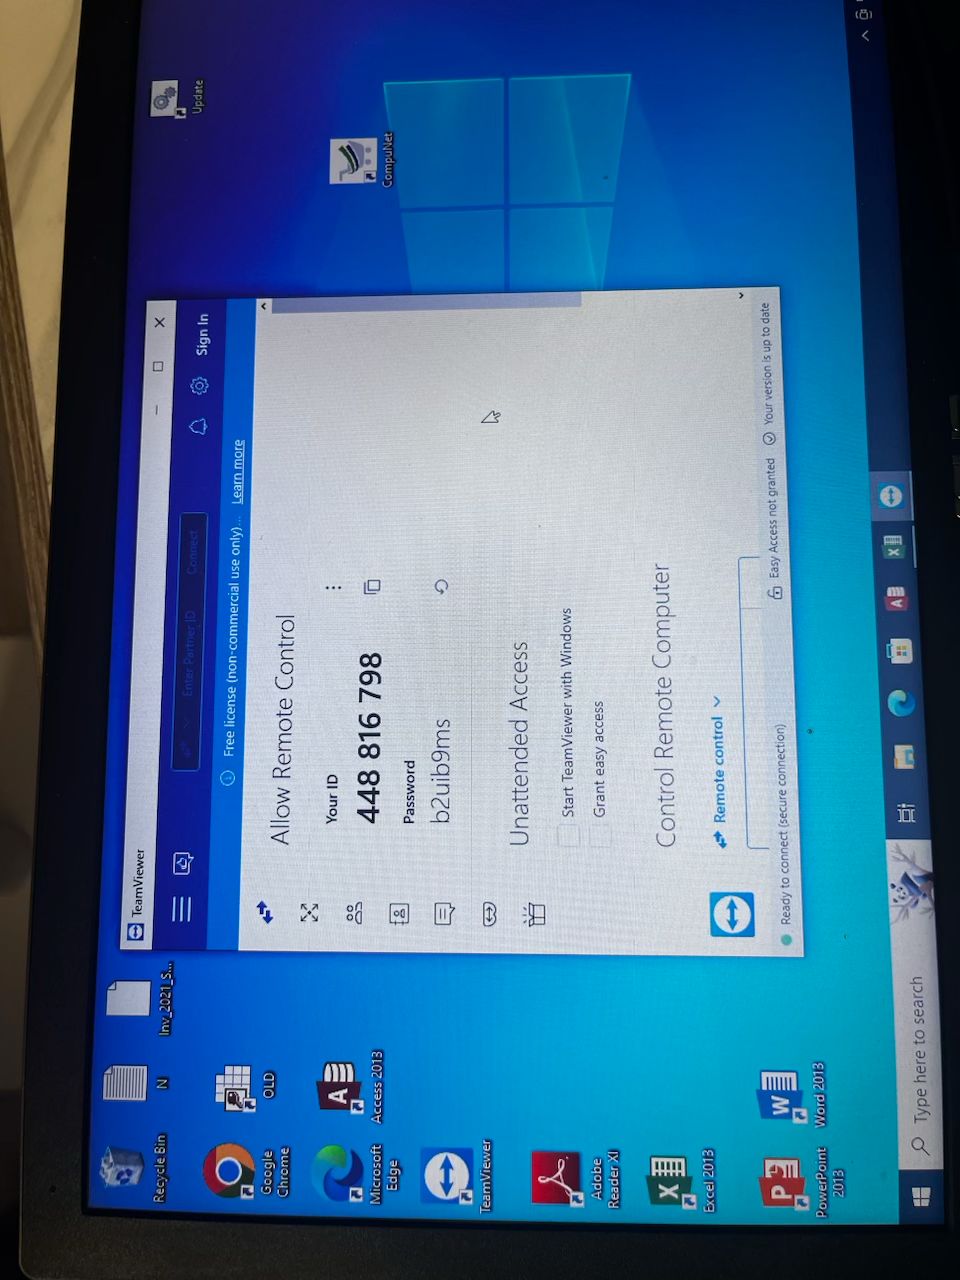 Recycle Bin
N
Inv_2021_S...
Update
Google
Chrome
OLD
CompuNet
Microsoft
Edge
Access 2013
TeamViewer
Adobe
Reader XI
Excel 2013
PowerPoint
2013
Word 2013
TeamViewer
Enter Partner ID
Connect
Sign In
Free license (non-commercial use only)... Learn more
Allow Remote Control
Your ID
448 816 798
Password
b2uib9ms
Unattended Access
Start TeamViewer with Windows
Grant easy access
Control Remote Computer
Remote control
Ready to connect (secure connection)
Easy Access not granted
Your version is up to date
Type here to search